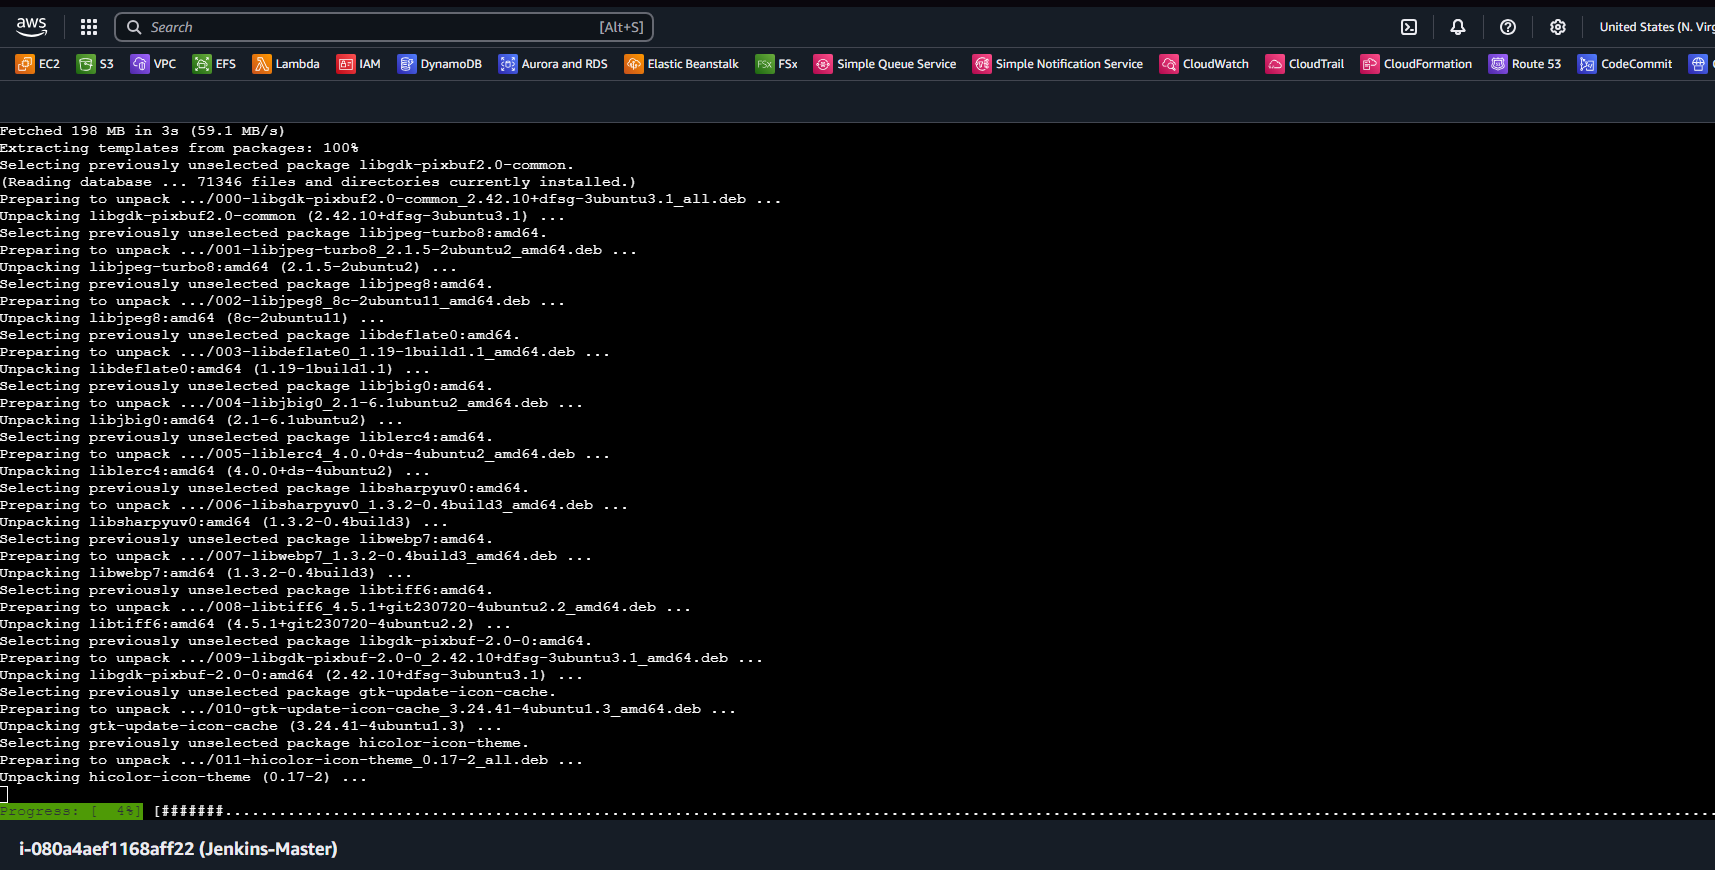 aws
Search [Alt+S]
United States (N. Virg
EC2 S3 VPC EFS Lambda IAM DynamoDB Aurora and RDS Elastic Beanstalk FSx FSx Simple Queue Service Simple Notification Service CloudWatch CloudTrail CloudFormation Route 53 CodeCommit
Fetched 198 MB in 3s (59.1 MB/s)
Extracting templates from packages: 100%
Selecting previously unselected package libgdk-pixbuf2.0-common.
(Reading database ... 71346 files and directories currently installed.)
Preparing to unpack .../000-libgdk-pixbuf2.0-common_2.42.10+dfsg-3ubuntu3.1_all.deb ...
Unpacking libgdk-pixbuf2.0-common (2.42.10+dfsg-3ubuntu3.1) ...
Selecting previously unselected package libjpeg-turbo8:amd64.
Preparing to unpack .../001-libjpeg-turbo8_2.1.5-2ubuntu2_amd64.deb ...
Unpacking libjpeg-turbo8:amd64 (2.1.5-2ubuntu2) ...
Selecting previously unselected package libjpeg8:amd64.
Preparing to unpack .../002-libjpeg8_8c-2ubuntu11_amd64.deb ...
Unpacking libjpeg8:amd64 (8c-2ubuntu11) ...
Selecting previously unselected package libdeflate0:amd64.
Preparing to unpack .../003-libdeflate0_1.19-1build1.1_amd64.deb ...
Unpacking libdeflate0:amd64 (1.19-1build1.1) ...
Selecting previously unselected package libjbig0:amd64.
Preparing to unpack .../004-libjbig0_2.1-6.1ubuntu2_amd64.deb ...
Unpacking libjbig0:amd64 (2.1-6.1ubuntu2) ...
Selecting previously unselected package liblerc4:amd64.
Preparing to unpack .../005-liblerc4_4.0.0+ds-4ubuntu2_amd64.deb ...
Unpacking liblerc4:amd64 (4.0.0+ds-4ubuntu2) ...
Selecting previously unselected package libsharpyuv0:amd64.
Preparing to unpack .../006-libsharpyuv0_1.3.2-0.4build3_amd64.deb ...
Unpacking libsharpyuv0:amd64 (1.3.2-0.4build3) ...
Selecting previously unselected package libwebp7:amd64.
Preparing to unpack .../007-libwebp7_1.3.2-0.4build3_amd64.deb ...
Unpacking libwebp7:amd64 (1.3.2-0.4build3) ...
Selecting previously unselected package libtiff6:amd64.
Preparing to unpack .../008-libtiff6_4.5.1+git230720-4ubuntu2.2_amd64.deb ...
Unpacking libtiff6:amd64 (4.5.1+git230720-4ubuntu2.2) ...
Selecting previously unselected package libgdk-pixbuf-2.0-0:amd64.
Preparing to unpack .../009-libgdk-pixbuf-2.0-0_2.42.10+dfsg-3ubuntu3.1_amd64.deb ...
Unpacking libgdk-pixbuf-2.0-0:amd64 (2.42.10+dfsg-3ubuntu3.1) ...
Selecting previously unselected package gtk-update-icon-cache.
Preparing to unpack .../010-gtk-update-icon-cache_3.24.41-4ubuntu1.3_amd64.deb ...
Unpacking gtk-update-icon-cache (3.24.41-4ubuntu1.3) ...
Selecting previously unselected package hicolor-icon-theme.
Preparing to unpack .../011-hicolor-icon-theme_0.17-2_all.deb ...
Unpacking hicolor-icon-theme (0.17-2) ...
Progress: [  4%] [#######.....................................................................
i-080a4aef1168aff22 (Jenkins-Master)